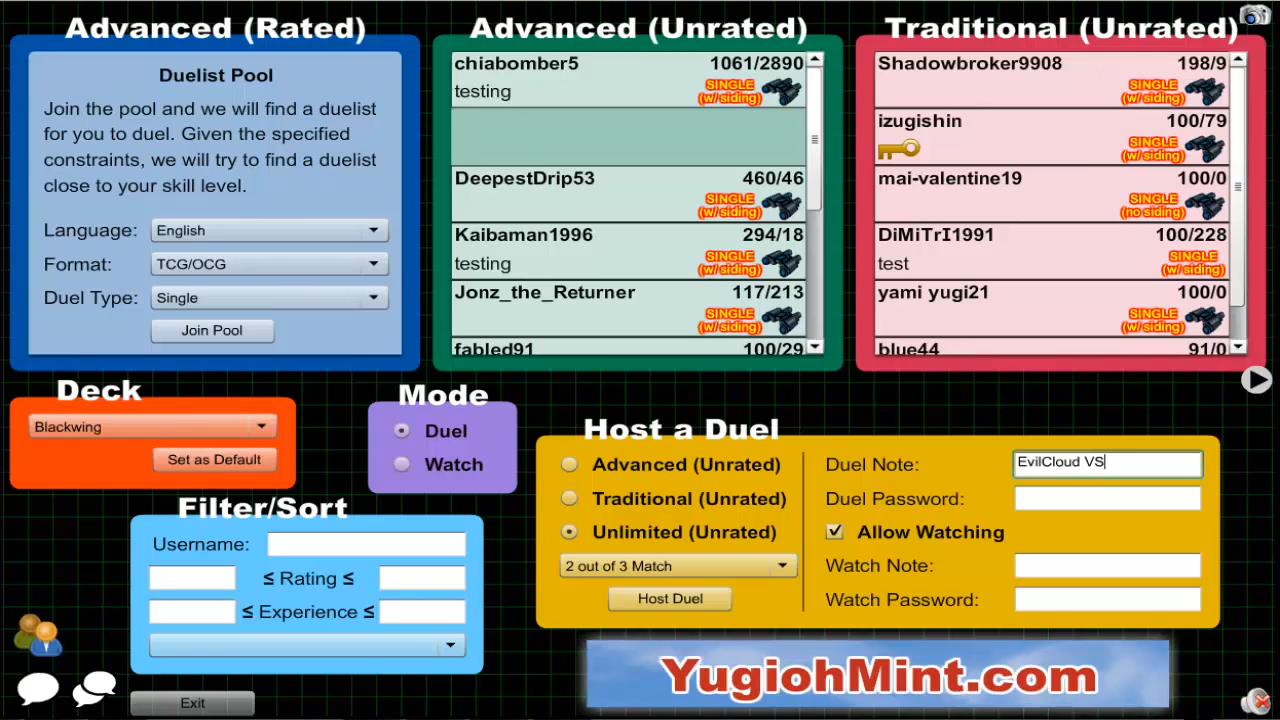 Advanced (Rated)
Duelist Pool
Join the pool and we will find a duelist
for you to duel. Given the specified
constraints, we will try to find a duelist
close to your skill level.
Language: English
Format: TCG/OCG
Duel Type: Single
Join Pool
Advanced (Unrated)
chiabomber5 1061/2890
testing SINGLE
(w/ siding)
DeepestDrip53 460/46
SINGLE
(w/ siding)
Kaibaman1996 294/18
testing SINGLE
(w/ siding)
Jonz_the_Returner 117/213
SINGLE
(w/ siding)
fabled91 100/29
Traditional (Unrated)
Shadowbroker9908 198/9
SINGLE
(w/ siding)
izugishin 100/79
SINGLE
(w/ siding)
mai-valentine19 100/0
SINGLE
(no siding)
DiMiTrI1991 100/228
test SINGLE
(w/ siding)
yami yugi21 100/0
SINGLE
(w/ siding)
blue44 91/0
Deck
Blackwing
Set as Default
Mode
Duel
Watch
Filter/Sort
Username:
≤ Rating ≤
≤ Experience ≤
Exit
Host a Duel
Advanced (Unrated)
Traditional (Unrated)
Unlimited (Unrated)
2 out of 3 Match
Host Duel
Duel Note: EvilCloud VS
Duel Password:
Allow Watching
Watch Note:
Watch Password:
YugiohMint.com